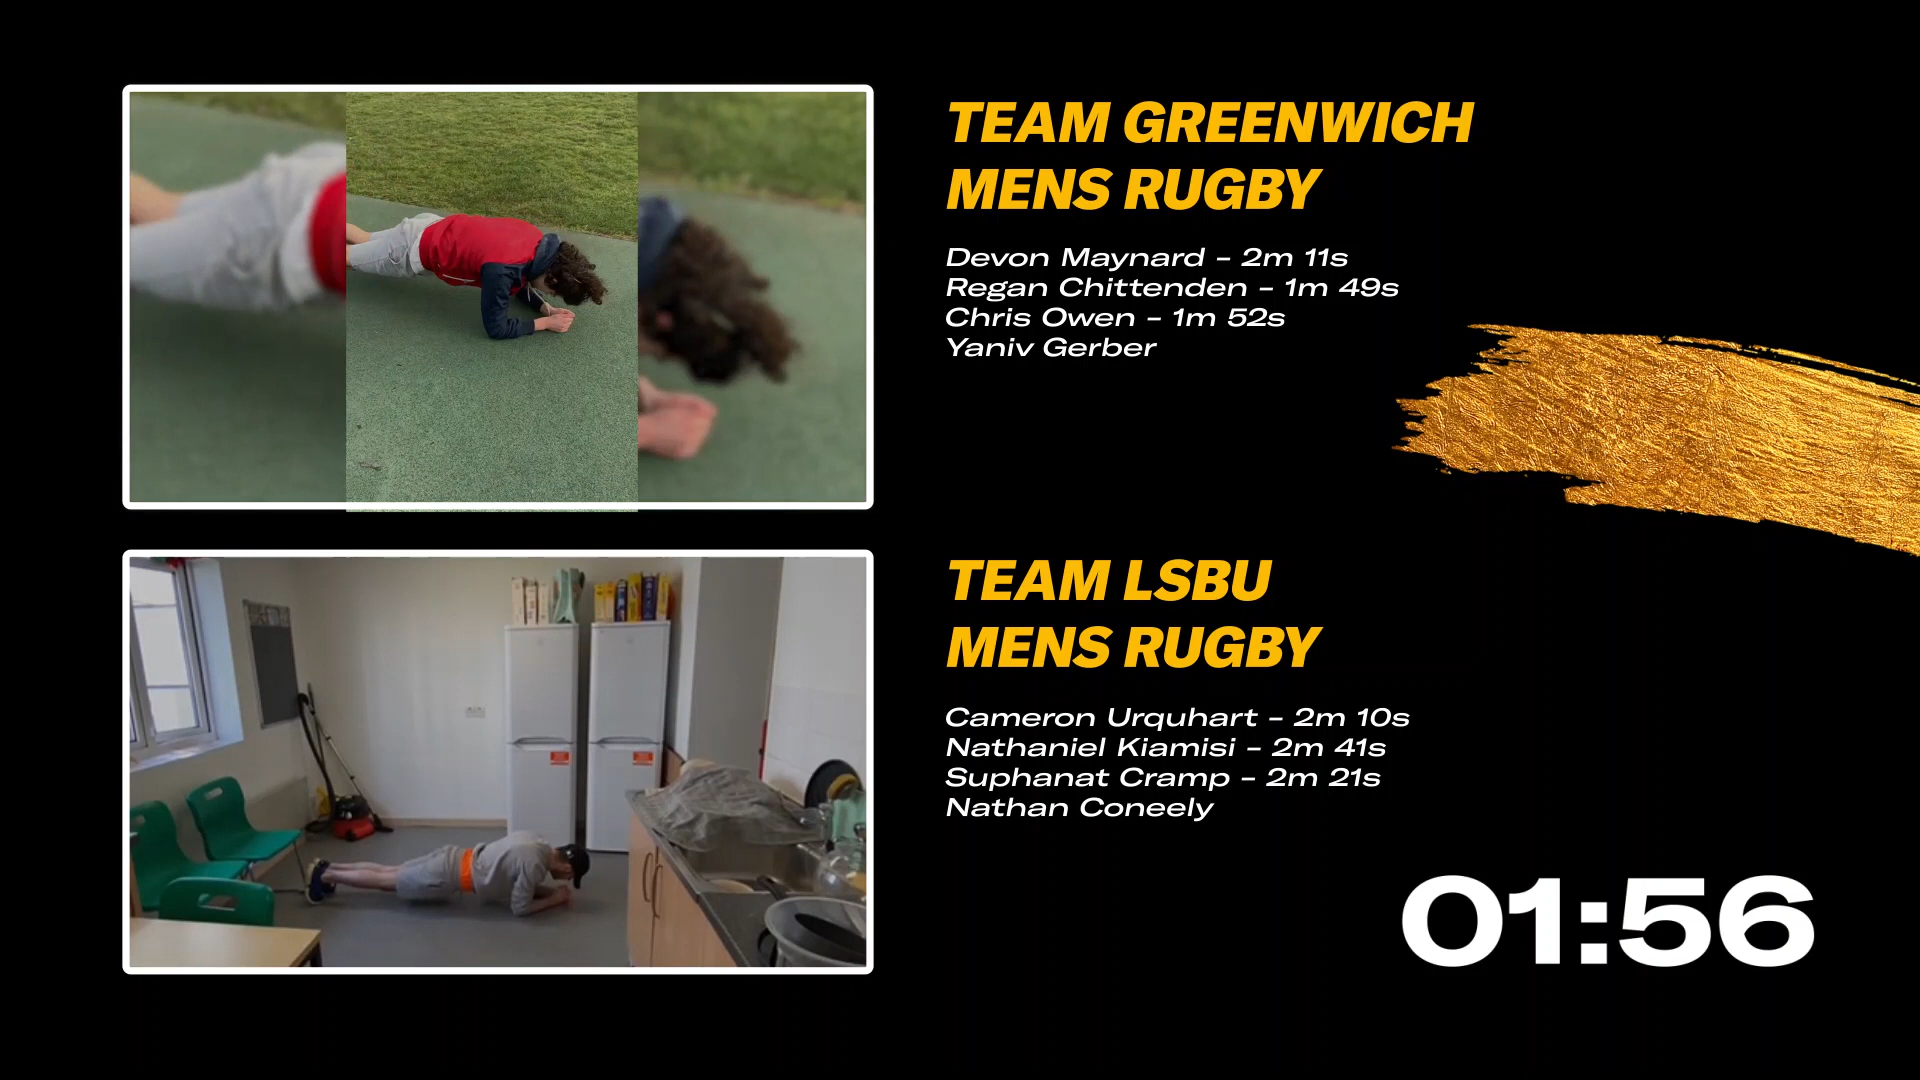 TEAM GREENWICH
MENS RUGBY
Devon Maynard - 2m 11s
Regan Chittenden - 1m 49s
Chris Owen - 1m 52s
Yaniv Gerber
TEAM LSBU
MENS RUGBY
Cameron Urquhart - 2m 10s
Nathaniel Kiamisi - 2m 41s
Suphanat Cramp - 2m 21s
Nathan Coneely
01:56